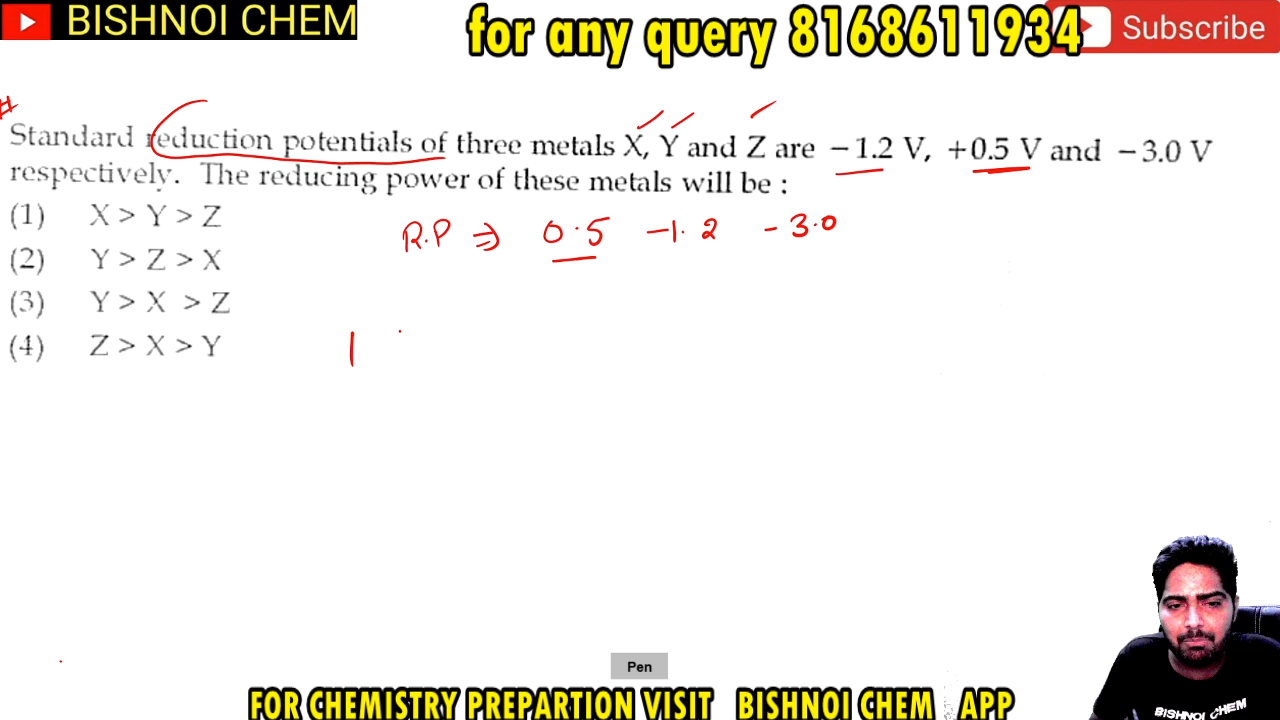 BISHNOI CHEM
for any query 8168611934
Subscribe
Standard reduction potentials of three metals X, Y and Z are −1.2 V, +0.5 V and −3.0 V
respectively. The reducing power of these metals will be :
(1) X > Y > Z
R.P ⇒ 0.5 -1.2 -3.0
(2) Y > Z > X
(3) Y > X > Z
(4) Z > X > Y
Pen
BISHNOI CHEM
FOR CHEMISTRY PREPARTION VISIT BISHNOI CHEM APP